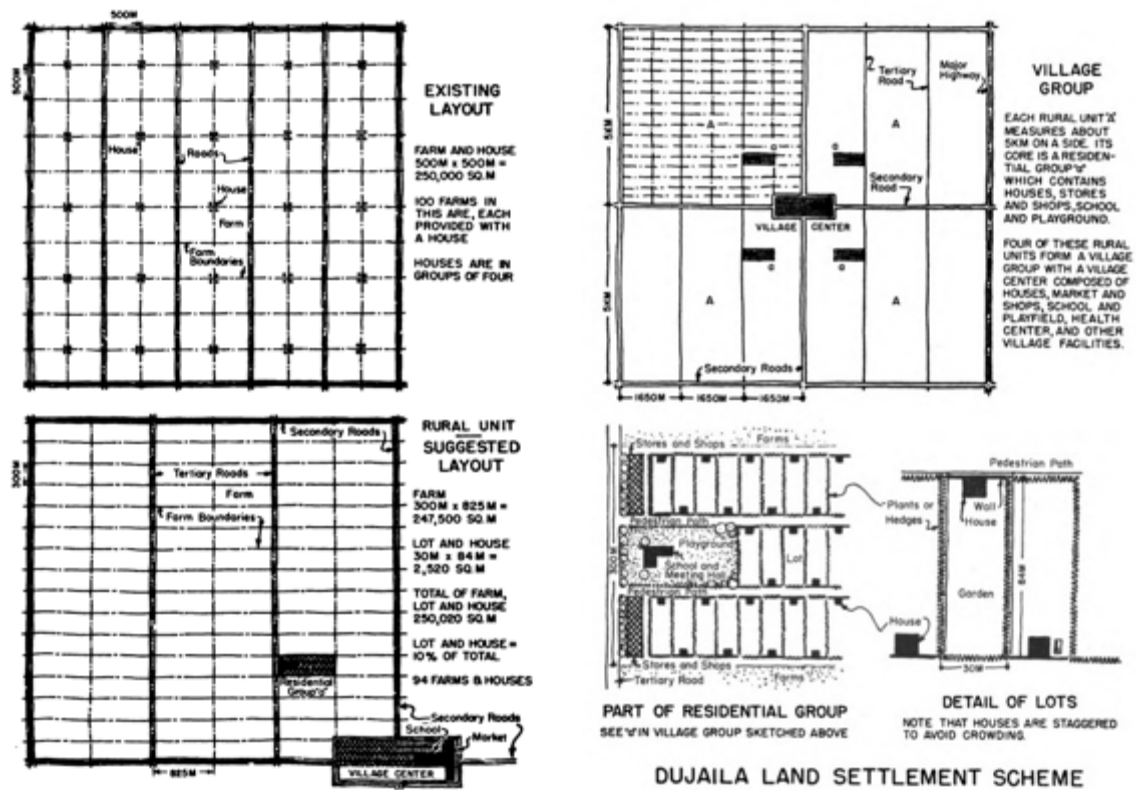 500M
500M
House
Roads
House
Farm
Farm
Boundaries
EXISTING
LAYOUT
FARM AND HOUSE
500M x 500M =
250,000 SQ.M
100 FARMS IN
THIS ARE, EACH
PROVIDED WITH
A HOUSE
HOUSES ARE IN
GROUPS OF FOUR
5KM
5KM
A
A
A
A
a
a
a
a
Tertiary
Road
Major
Highway
Secondary
Road
VILLAGE CENTER
Secondary Roads
1650M 1650M 1650M
VILLAGE
GROUP
EACH RURAL UNIT "A"
MEASURES ABOUT
5KM ON A SIDE. ITS
CORE IS A RESIDEN-
TIAL GROUP "a"
WHICH CONTAINS
HOUSES, STORES
AND SHOPS, SCHOOL
AND PLAYGROUND.
FOUR OF THESE RURAL
UNITS FORM A VILLAGE
GROUP WITH A VILLAGE
CENTER COMPOSED OF
HOUSES, MARKET AND
SHOPS, SCHOOL AND
PLAYFIELD, HEALTH
CENTER, AND OTHER
VILLAGE FACILITIES.
300M
Secondary Roads
Tertiary Roads
Farm
Farm Boundaries
Residential
Group "a"
Secondary Roads
School
Market
VILLAGE CENTER
825M
RURAL UNIT
SUGGESTED
LAYOUT
FARM
300M x 825M =
247,500 SQ.M
LOT AND HOUSE
30M x 84M =
2,520 SQ.M
TOTAL OF FARM,
LOT AND HOUSE
250,020 SQ.M
LOT AND HOUSE =
10% OF TOTAL
94 FARMS & HOUSES
Stores and Shops
Farms
Pedestrian Path
Playground
School and
Meeting Hall
Lot
Pedestrian Path
300M
Stores and Shops
Tertiary Road
Farms
Plants or
Hedges
House
PART OF RESIDENTIAL GROUP
SEE "a" IN VILLAGE GROUP SKETCHED ABOVE
Pedestrian Path
Wall
House
Garden
84M
30M
DETAIL OF LOTS
NOTE THAT HOUSES ARE STAGGERED
TO AVOID CROWDING.
DUJAILA LAND SETTLEMENT SCHEME